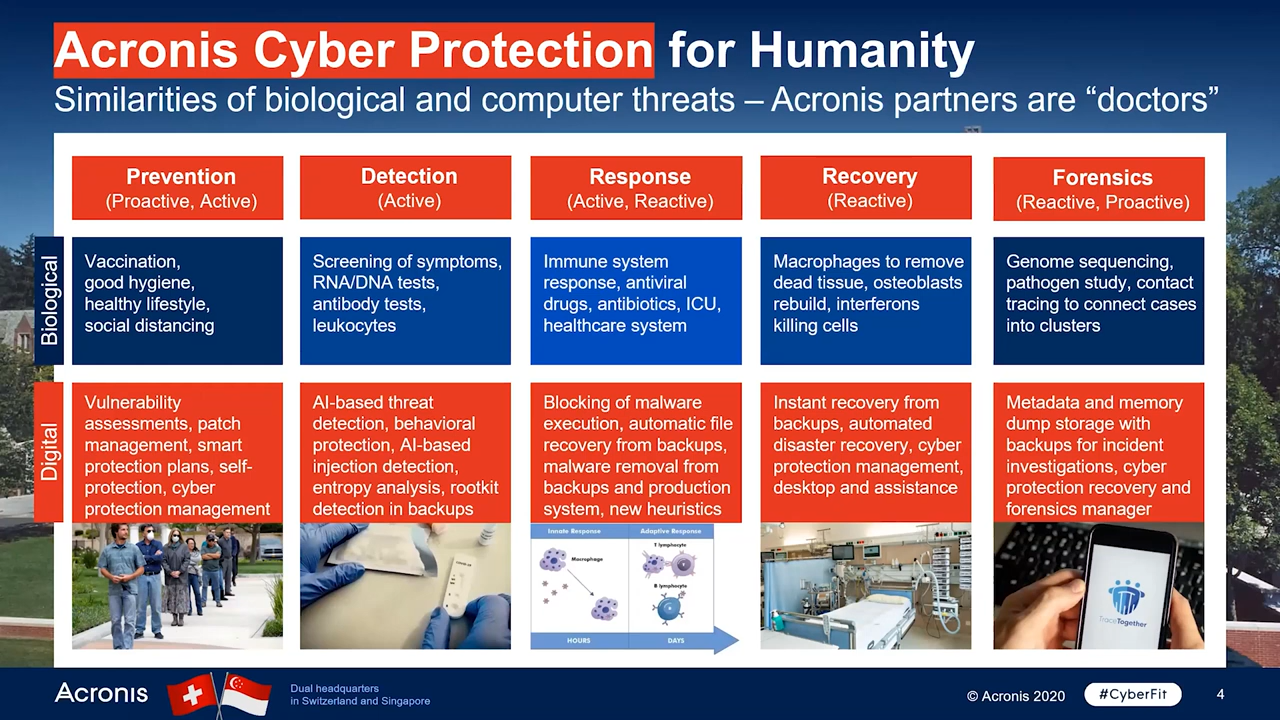 Acronis Cyber Protection for Humanity
Similarities of biological and computer threats – Acronis partners are “doctors”
Prevention
(Proactive, Active)
Detection
(Active)
Response
(Active, Reactive)
Recovery
(Reactive)
Forensics
(Reactive, Proactive)
Biological
Vaccination,
good hygiene,
healthy lifestyle,
social distancing
Screening of symptoms,
RNA/DNA tests,
antibody tests,
leukocytes
Immune system
response, antiviral
drugs, antibiotics, ICU,
healthcare system
Macrophages to remove
dead tissue, osteoblasts
rebuild, interferons
killing cells
Genome sequencing,
pathogen study, contact
tracing to connect cases
into clusters
Digital
Vulnerability
assessments, patch
management, smart
protection plans, self-
protection, cyber
protection management
AI-based threat
detection, behavioral
protection, AI-based
injection detection,
entropy analysis, rootkit
detection in backups
Blocking of malware
execution, automatic file
recovery from backups,
malware removal from
backups and production
system, new heuristics
Instant recovery from
backups, automated
disaster recovery, cyber
protection management,
desktop and assistance
Metadata and memory
dump storage with
backups for incident
investigations, cyber
protection recovery and
forensics manager
Innate Response
Adaptive Response
Macrophage
T lymphocyte
B lymphocyte
HOURS
DAYS
TraceTogether
Acronis
Dual headquarters
in Switzerland and Singapore
© Acronis 2020
#CyberFit
4